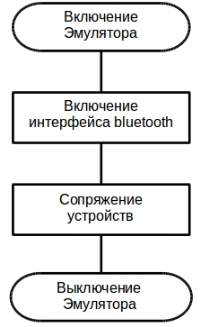 Включение
Эмулятора
Включение
интерфейса bluetooth
Сопряжение
устройств
Выключение
Эмулятора